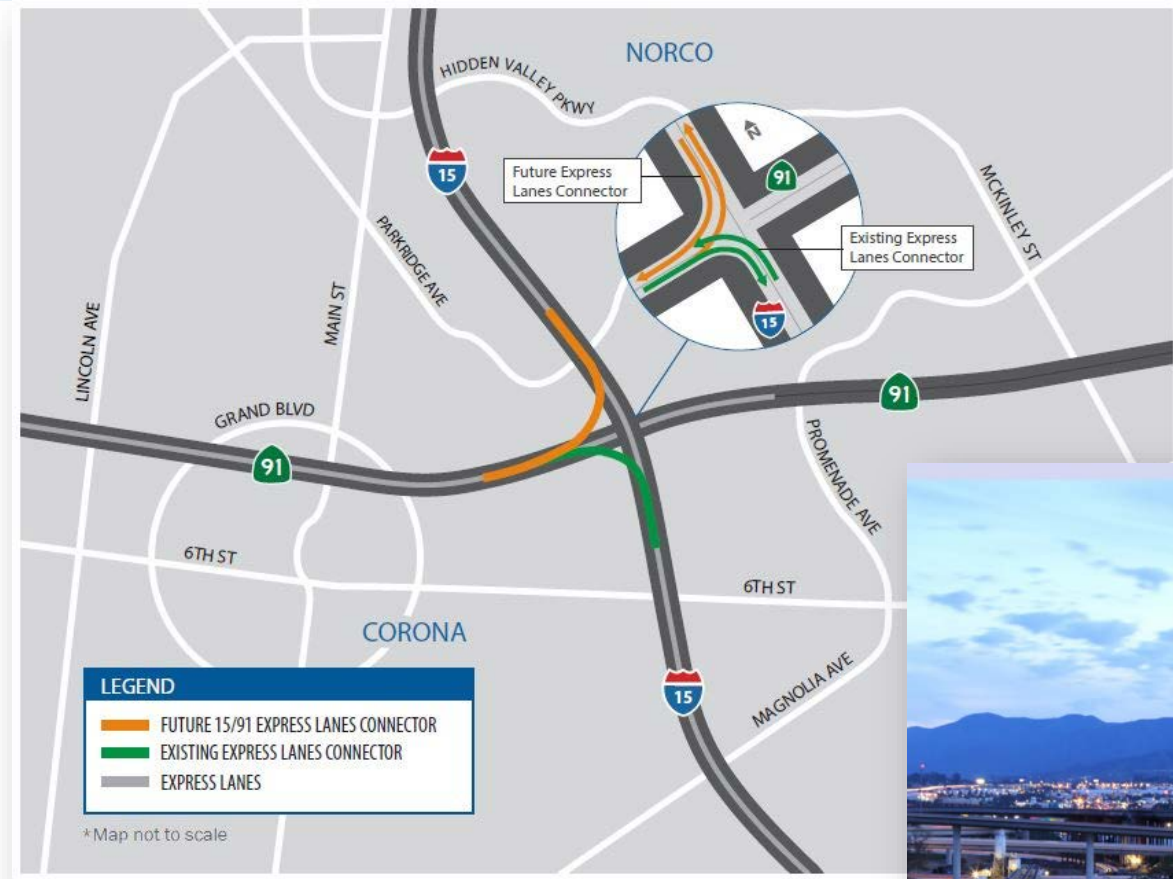 NORCO
HIDDEN VALLEY PKWY
15
Future Express
Lanes Connector
N
91
Existing Express
Lanes Connector
15
MCKINLEY ST
PARKRIDGE AVE
MAIN ST
LINCOLN AVE
GRAND BLVD
91
91
PROMENADE AVE
6TH ST
6TH ST
CORONA
15
MAGNOLIA AVE
LEGEND
FUTURE 15/91 EXPRESS LANES CONNECTOR
EXISTING EXPRESS LANES CONNECTOR
EXPRESS LANES
*Map not to scale